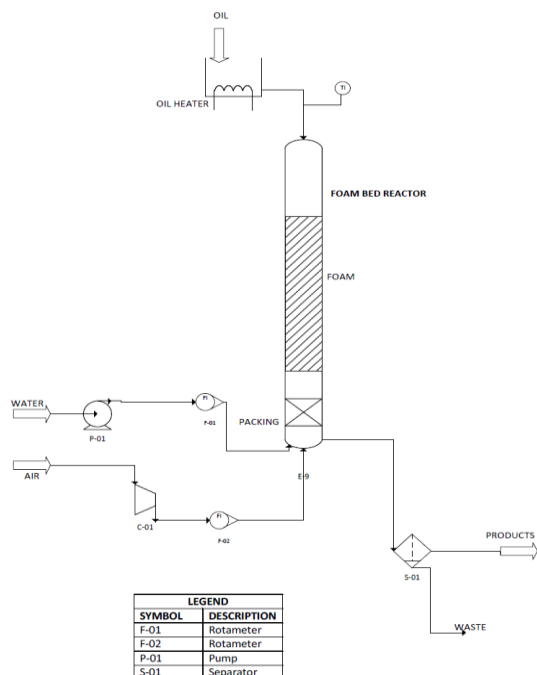 OIL
OIL HEATER
TI
FOAM BED REACTOR
FOAM
WATER
FI
P-01
F-01
PACKING
AIR
E-9
C-01
FI
F-02
PRODUCTS
S-01
WASTE
LEGEND
SYMBOL DESCRIPTION
F-01 Rotameter
F-02 Rotameter
P-01 Pump
S-01 Separator